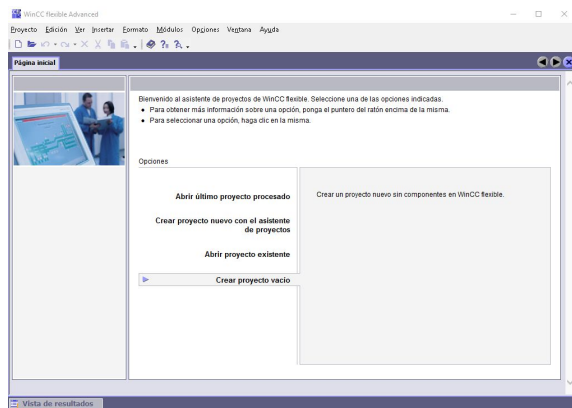 WinCC flexible Advanced
Proyecto Edición Ver Insertar Formato Módulos Opciones Ventana Ayuda
Página inicial
Bienvenido al asistente de proyectos de WinCC flexible. Seleccione una de las opciones indicadas.
• Para obtener más información sobre una opción, ponga el puntero del ratón encima de la misma.
• Para seleccionar una opción, haga clic en la misma.
Opciones
Abrir último proyecto procesado
Crear un proyecto nuevo sin componentes en WinCC flexible.
Crear proyecto nuevo con el asistente
de proyectos
Abrir proyecto existente
Crear proyecto vacío
Vista de resultados